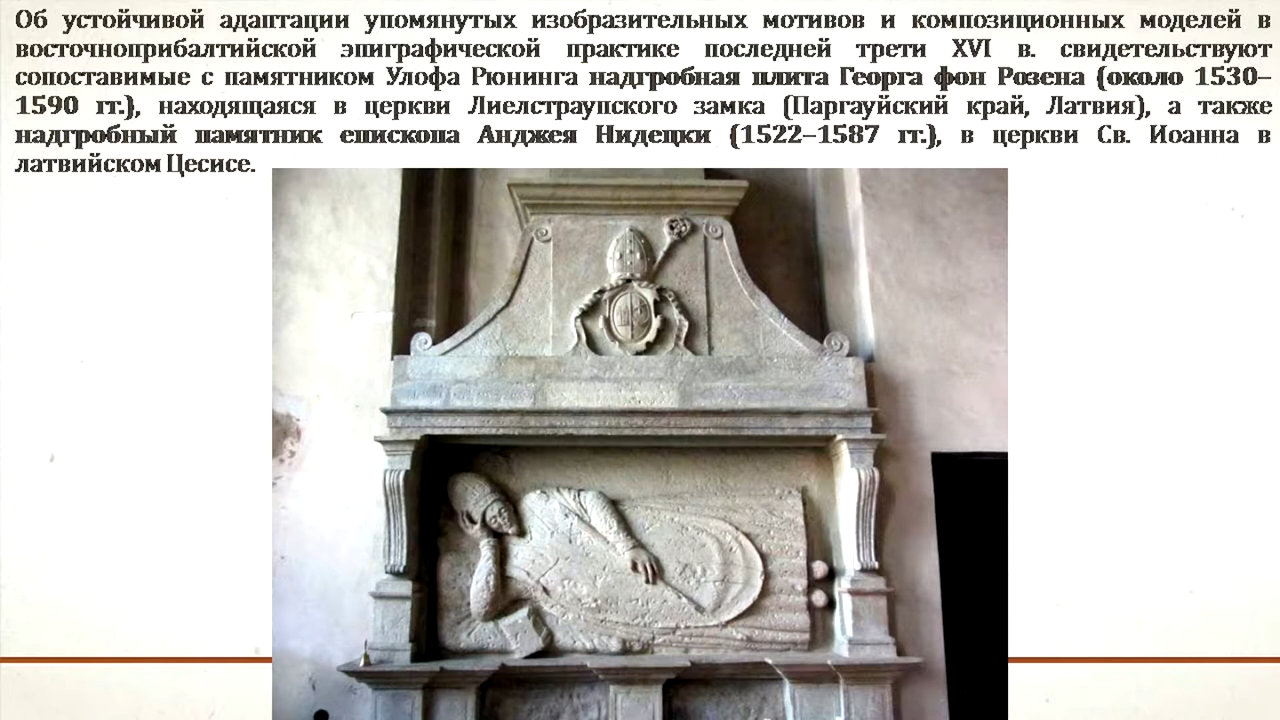 Об устойчивой адаптации упомянутых изобразительных мотивов и композиционных моделей в
восточноприбалтийской эпиграфической практике последней трети XVI в. свидетельствуют
сопоставимые с памятником Улофа Рюнинга надгробная плита Георга фон Розена (около 1530–
1590 гг.), находящаяся в церкви Лиелстраупского замка (Паргауйский край, Латвия), а также
надгробный памятник епископа Анджея Нидецки (1522–1587 гг.), в церкви Св. Иоанна в
латвийском Цесисе.